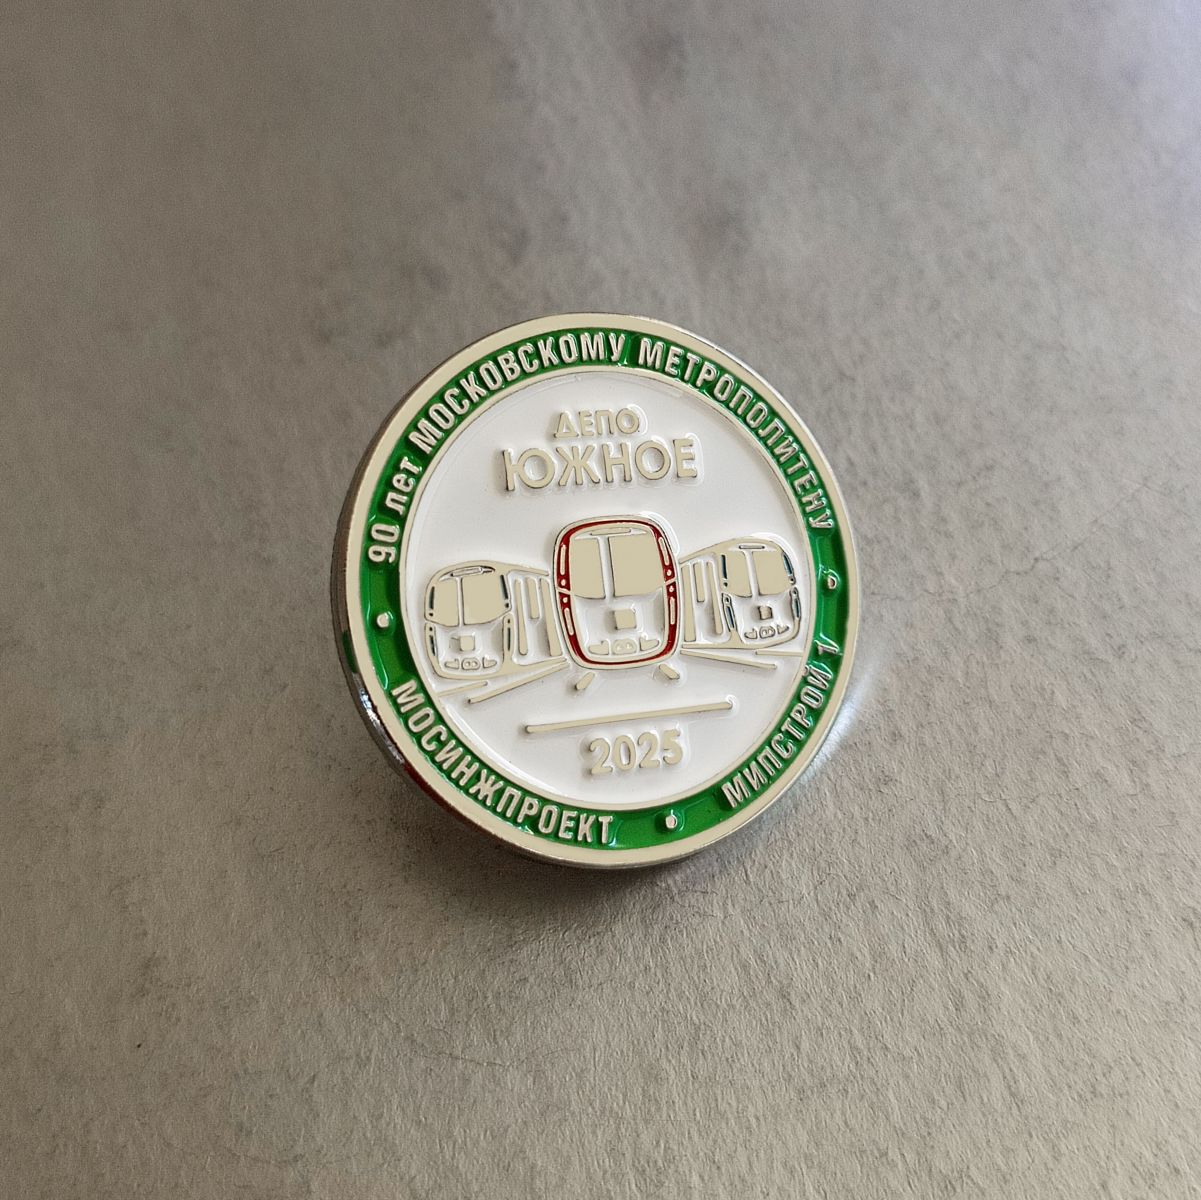 90 лет МОСКОВСКОМУ МЕТРОПОЛИТЕНУ
ДЕПО
ЮЖНОЕ
2025
МОСИНЖПРОЕКТ
МИПСТРОЙ 1